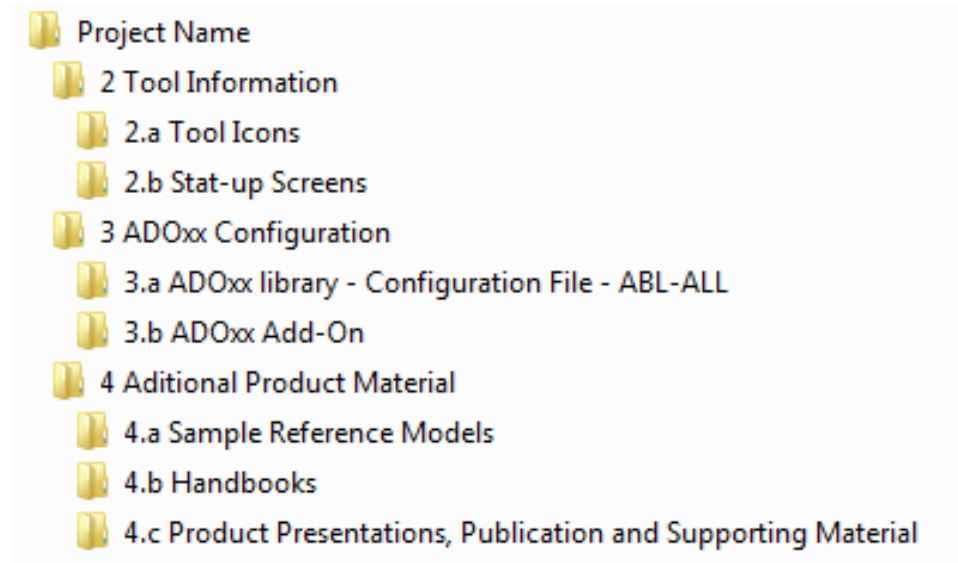 Project Name
2 Tool Information
2.a Tool Icons
2.b Stat-up Screens
3 ADOxx Configuration
3.a ADOxx library - Configuration File - ABL-ALL
3.b ADOxx Add-On
4 Aditional Product Material
4.a Sample Reference Models
4.b Handbooks
4.c Product Presentations, Publication and Supporting Material